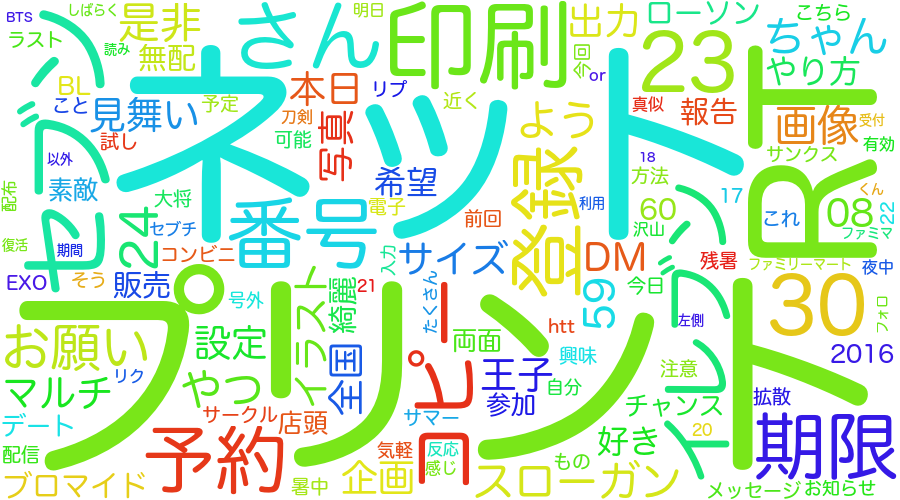 BTS
しばらく
是非
さん
明日
印刷
出力
ローソン
こちら
ラスト
読み
無配
ネット
今回
23
ちゃん
やり方
BL
本田
リプ
近く
or
RT
セブン
こと
見舞い
予定
刀剣
写真
よう
真似
報告
画像
受付
試し
可能
サンクス
有効
以外
素敵
大将
希望
登録
18
方法
17
くん
配布
24
セブチ
番号
電子
前回
利用
60
沢山
これ
08
22
ファミマ
復活
期間
コンビニ
入力
サイズ
DM
残暑
ファミリーマート
夜中
EXO
そう
販売
21
59
今日
イレブン
30
フォロ
プリント
号外
イラスト
綺麗
たくさん
コピー
htt
左側
お願い
設定
全国
両面
興味
2016
マルチ
リク
やつ
王子
自分
注意
拡散
デート
サークル
店頭
サマー
参加
チャンス
配信
予約
気軽
反応
好き
20
期限
ブロマイド
暑中
企画
感じ
スローガン
もの
メッセージ
お知らせ